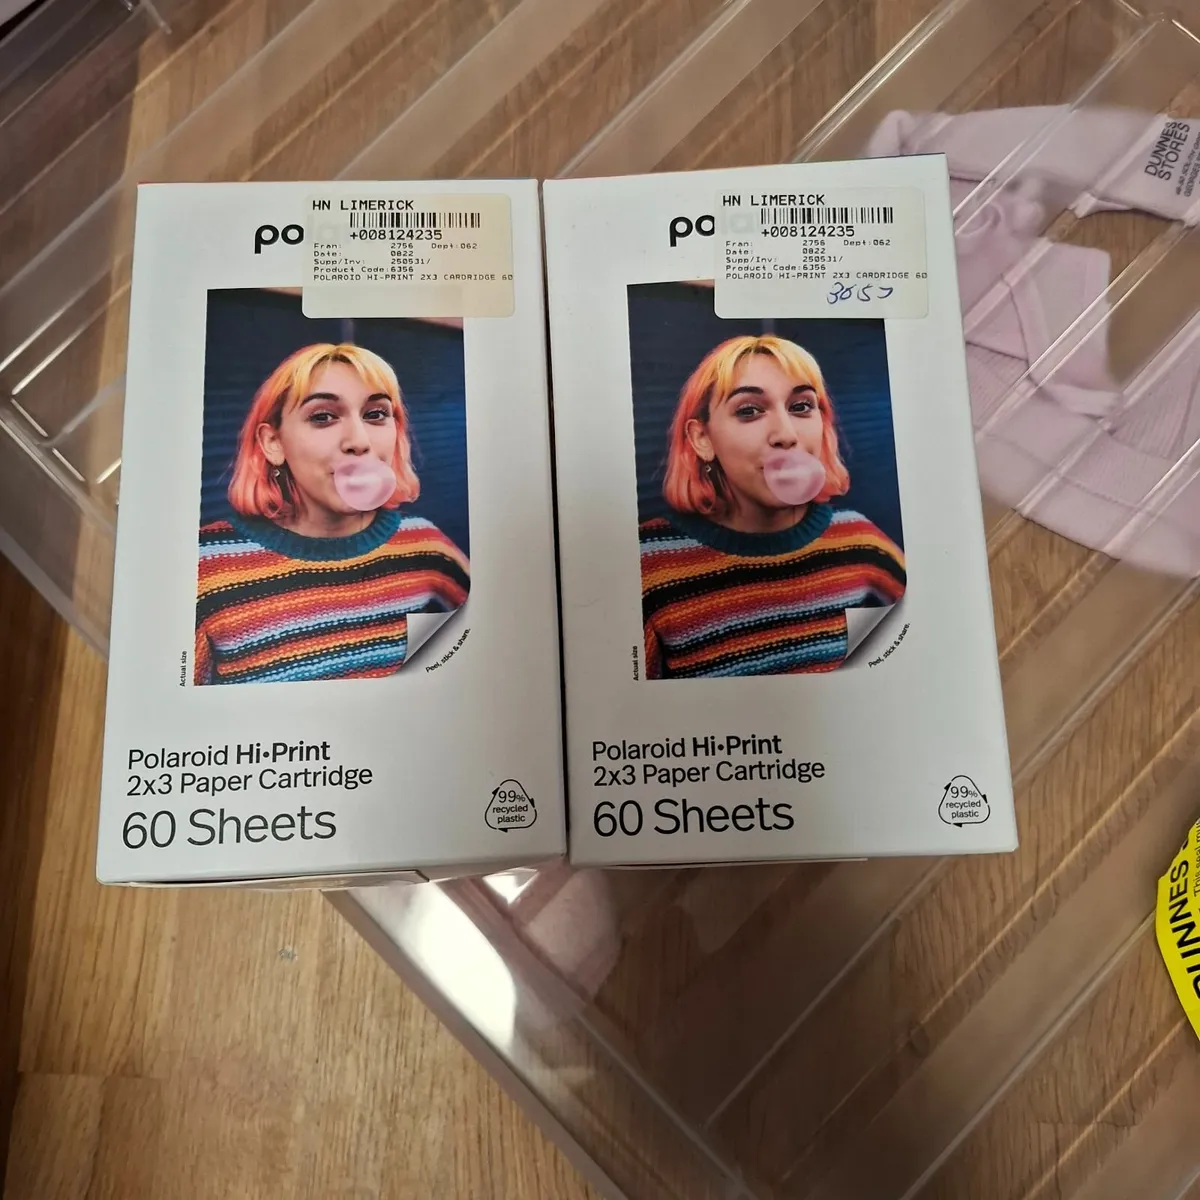 HN LIMERICK
+008124235
Fran: 2756 Dept:062
Date: 0822
Supp/Inv: 250531/
Product Code:6356
POLAROID HI-PRINT 2X3 CARDRIDGE 60
po
Actual size
Peel, stick & share.
Polaroid Hi•Print
2x3 Paper Cartridge
60 Sheets
99%
recycled
plastic
HN LIMERICK
+008124235
Fran: 2756 Dept:062
Date: 0822
Supp/Inv: 250531/
Product Code:6356
POLAROID HI-PRINT 2X3 CARDRIDGE 60
po
Actual size
Peel, stick & share.
Polaroid Hi•Print
2x3 Paper Cartridge
60 Sheets
99%
recycled
plastic
DUNNES
STORES
DUNNES